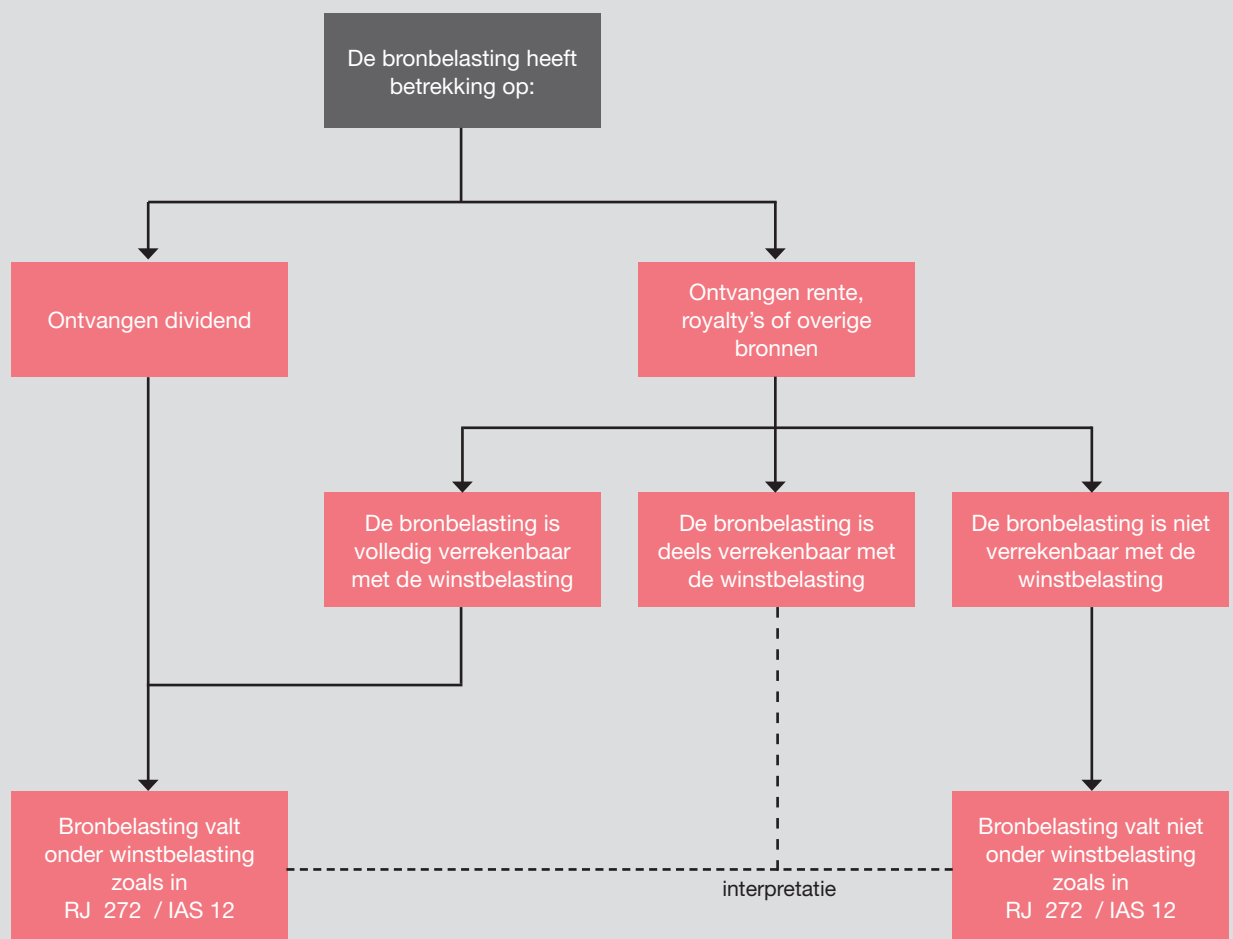 De bronbelasting heeft
betrekking op:
Ontvangen dividend
Ontvangen rente,
royalty's of overige
bronnen
De bronbelasting is
volledig verrekenbaar
met de winstbelasting
De bronbelasting is
deels verrekenbaar met
de winstbelasting
De bronbelasting is niet
verrekenbaar met de
winstbelasting
Bronbelasting valt
onder winstbelasting
zoals in
RJ 272 / IAS 12
interpretatie
Bronbelasting valt niet
onder winstbelasting
zoals in
RJ 272 / IAS 12